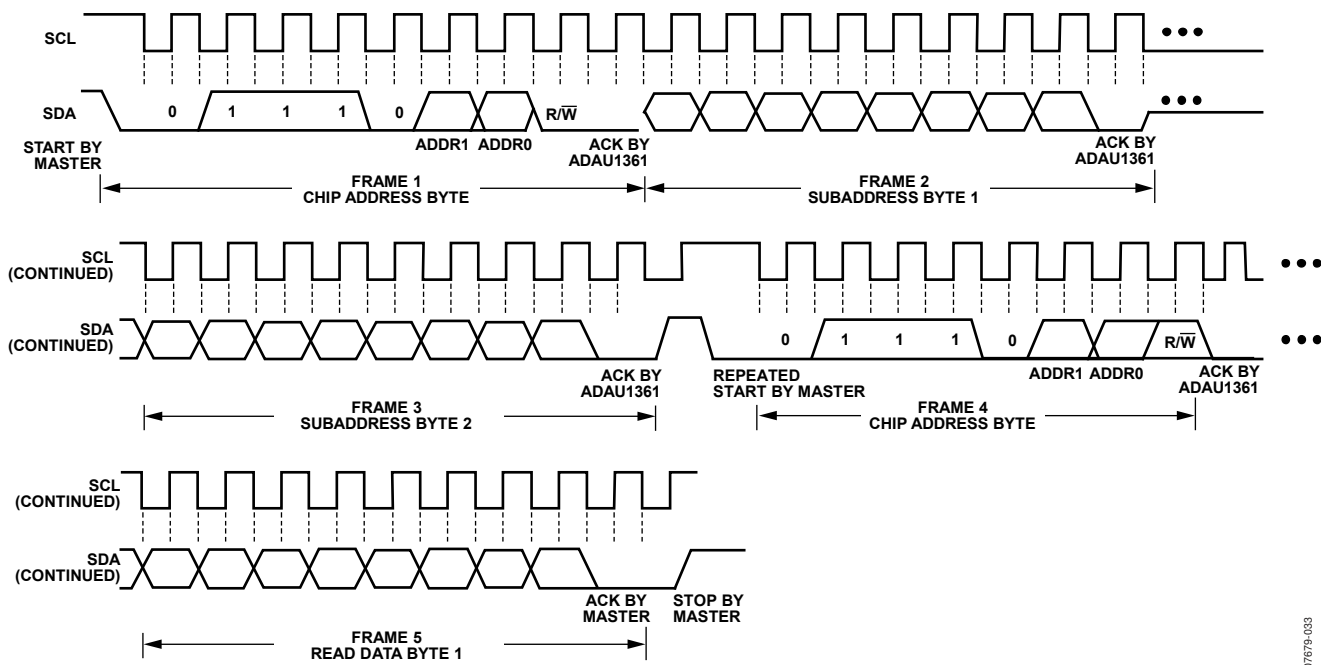 SCL
SDA
0 1 1 1 0 R/W̅
START BY
MASTER
ADDR1 ADDR0
ACK BY
ADAU1361
ACK BY
ADAU1361
FRAME 1
CHIP ADDRESS BYTE
FRAME 2
SUBADDRESS BYTE 1
SCL
(CONTINUED)
SDA
(CONTINUED)
0 1 1 1 0 R/W̅
ACK BY
ADAU1361
REPEATED
START BY MASTER
ADDR1 ADDR0
ACK BY
ADAU1361
FRAME 3
SUBADDRESS BYTE 2
FRAME 4
CHIP ADDRESS BYTE
SCL
(CONTINUED)
SDA
(CONTINUED)
ACK BY
MASTER
STOP BY
MASTER
FRAME 5
READ DATA BYTE 1
07679-033